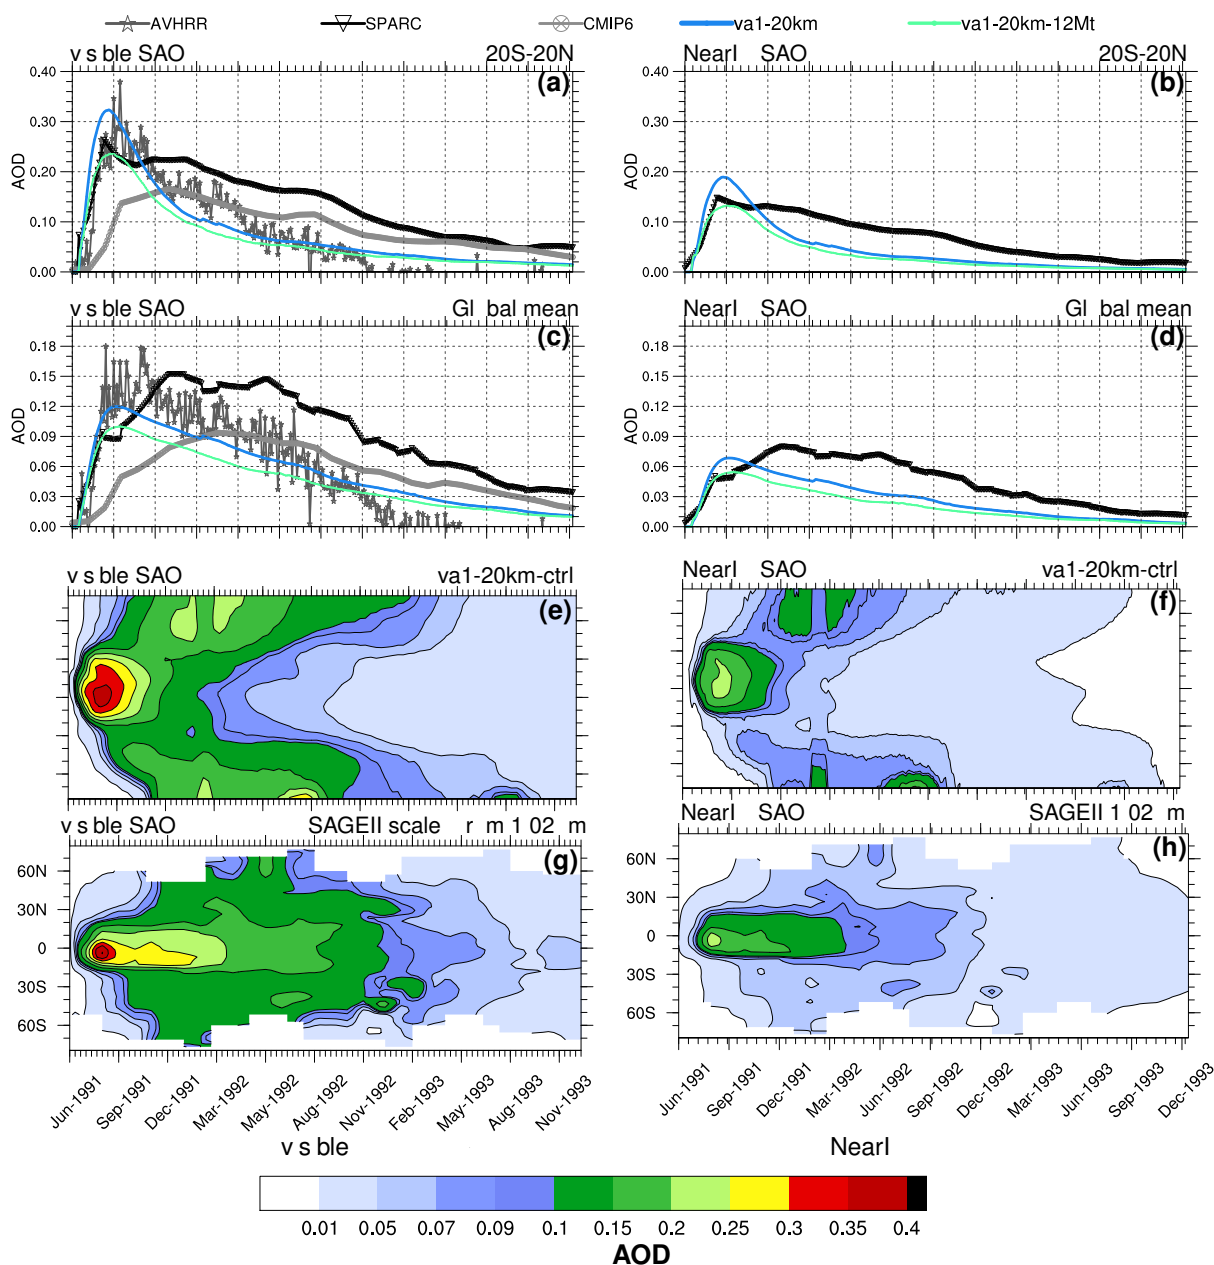 AVHRR SPARC CMIP6 va1-20km va1-20km-12Mt
v s ble SAO 20S-20N NearI SAO 20S-20N
(a) (b)
0.40 0.40
0.30 0.30
0.20 0.20
0.10 0.10
0.00 0.00
AOD AOD
v s ble SAO Gl bal mean NearI SAO Gl bal mean
(c) (d)
0.18 0.18
0.15 0.15
0.12 0.12
0.09 0.09
0.06 0.06
0.03 0.03
0.00 0.00
AOD AOD
v s ble SAO va1-20km-ctrl NearI SAO va1-20km-ctrl
(e) (f)
v s ble SAO SAGEII scale r m 1 02 m NearI SAO SAGEII 1 02 m
(g) (h)
60N 60N
30N 30N
0 0
30S 30S
60S 60S
Jun-1991 Sep-1991 Dec-1991 Mar-1992 May-1992 Aug-1992 Nov-1992 Feb-1993 May-1993 Aug-1993 Nov-1993
Jun-1991 Sep-1991 Dec-1991 Mar-1992 Jun-1992 Sep-1992 Dec-1992 Mar-1993 Jun-1993 Sep-1993 Dec-1993
v s ble NearI
0.01 0.05 0.07 0.09 0.1 0.15 0.2 0.25 0.3 0.35 0.4
AOD